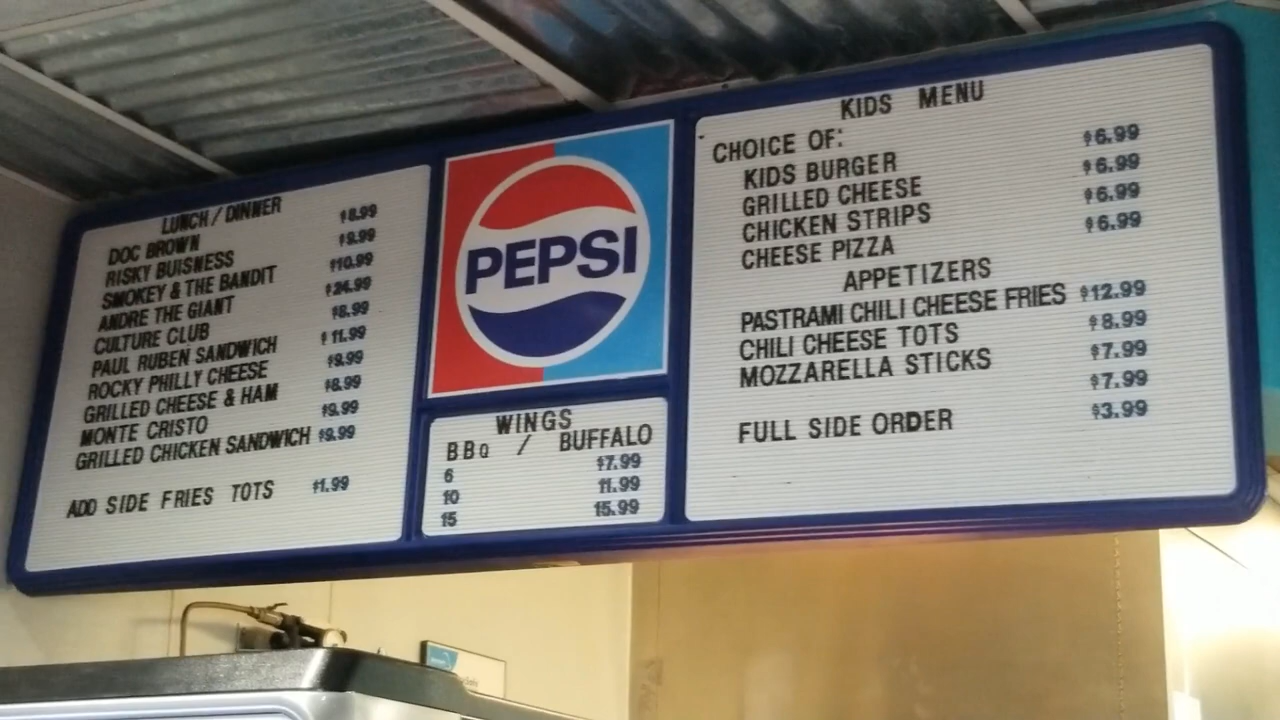 LUNCH / DINNER
DOC BROWN $8.99
RISKY BUISNESS $9.99
SMOKEY & THE BANDIT $10.99
ANDRE THE GIANT $24.99
CULTURE CLUB $8.99
PAUL RUBEN SANDWICH $11.99
ROCKY PHILLY CHEESE $9.99
GRILLED CHEESE & HAM $8.99
MONTE CRISTO $9.99
GRILLED CHICKEN SANDWICH $9.99
ADD SIDE FRIES TOTS $1.99
PEPSI
WINGS
BBQ / BUFFALO
6 $7.99
10 11.99
15 15.99
KIDS MENU
CHOICE OF:
KIDS BURGER $6.99
GRILLED CHEESE $6.99
CHICKEN STRIPS $6.99
CHEESE PIZZA $6.99
APPETIZERS
PASTRAMI CHILI CHEESE FRIES $12.99
CHILI CHEESE TOTS $8.99
MOZZARELLA STICKS $7.99
$7.99
FULL SIDE ORDER $3.99